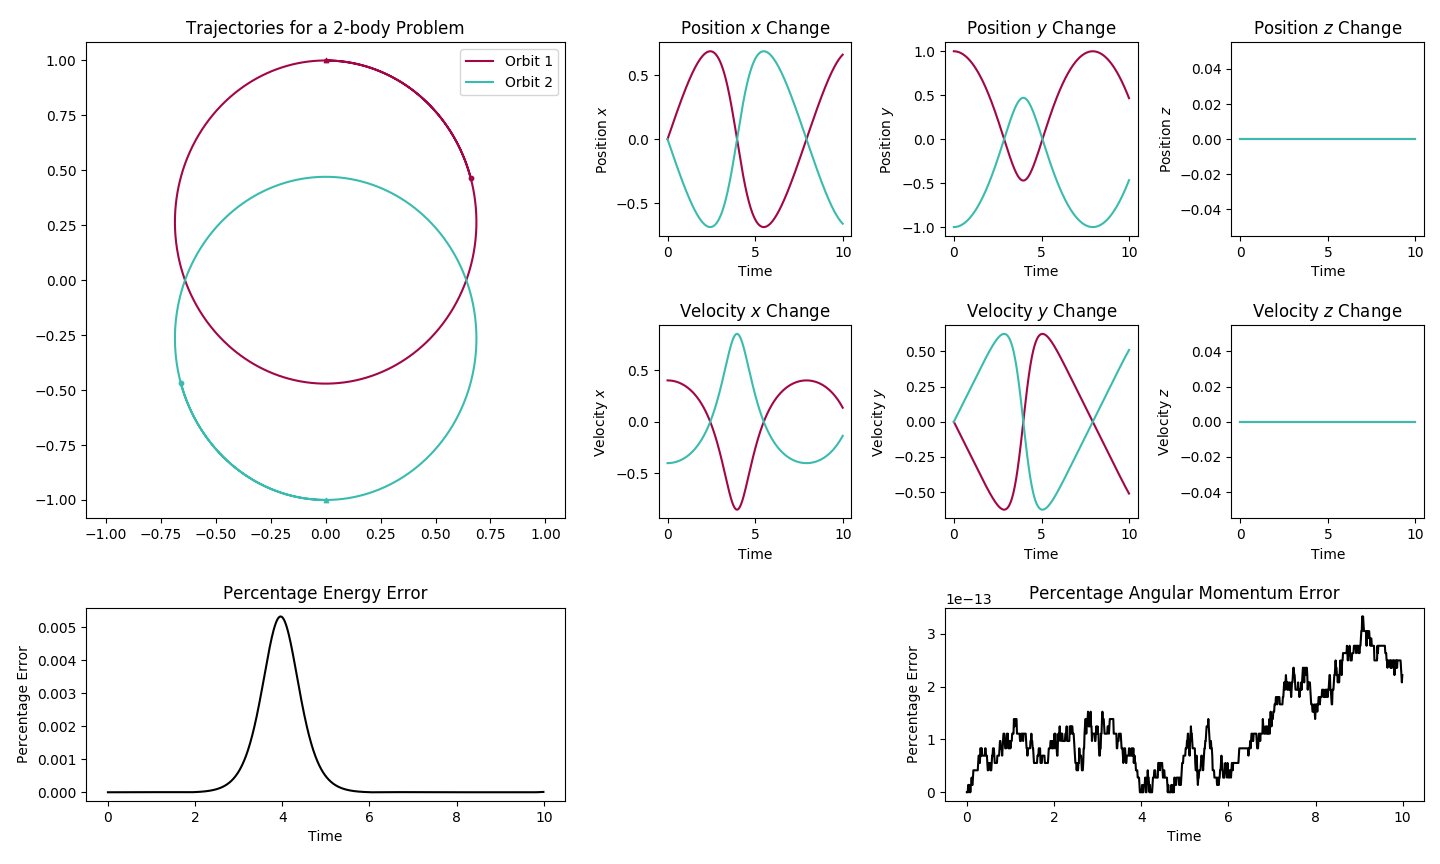 Trajectories for a 2-body Problem
Orbit 1
Orbit 2
1.00
0.75
0.50
0.25
0.00
−0.25
−0.50
−0.75
−1.00
−1.00 −0.75 −0.50 −0.25 0.00 0.25 0.50 0.75 1.00
Position x Change
Position x
0.5
0.0
−0.5
0 5 10
Time
Position y Change
Position y
1.0
0.5
0.0
−0.5
−1.0
0 5 10
Time
Position z Change
Position z
0.04
0.02
0.00
−0.02
−0.04
0 5 10
Time
Velocity x Change
Velocity x
0.5
0.0
−0.5
0 5 10
Time
Velocity y Change
Velocity y
0.50
0.25
0.00
−0.25
−0.50
0 5 10
Time
Velocity z Change
Velocity z
0.04
0.02
0.00
−0.02
−0.04
0 5 10
Time
Percentage Energy Error
Percentage Error
0.005
0.004
0.003
0.002
0.001
0.000
0 2 4 6 8 10
Time
Percentage Angular Momentum Error
1e−13
Percentage Error
3
2
1
0
0 2 4 6 8 10
Time